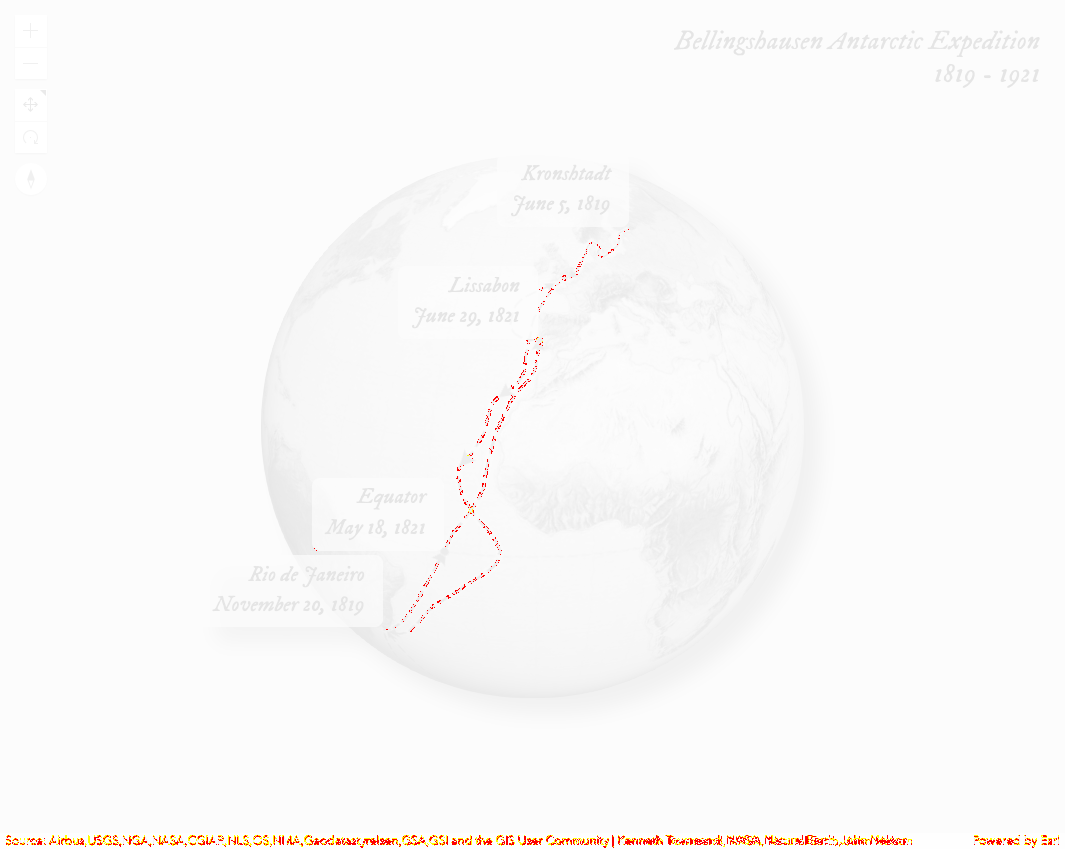 Bellingshausen Antarctic Expedition
1819 - 1921
Kronshtadt
June 5, 1819
Lissabon
June 29, 1821
Equator
May 18, 1821
Rio de Janeiro
November 20, 1819
Source: Airbus,USGS,NGA,NASA,CGIAR,NLS,OS,NMA,Geodatastyrelsen,GSA,GSI and the GIS User Community | Kenneth Townsend, NASA, Natural Earth, John Nelson
Powered by Esri